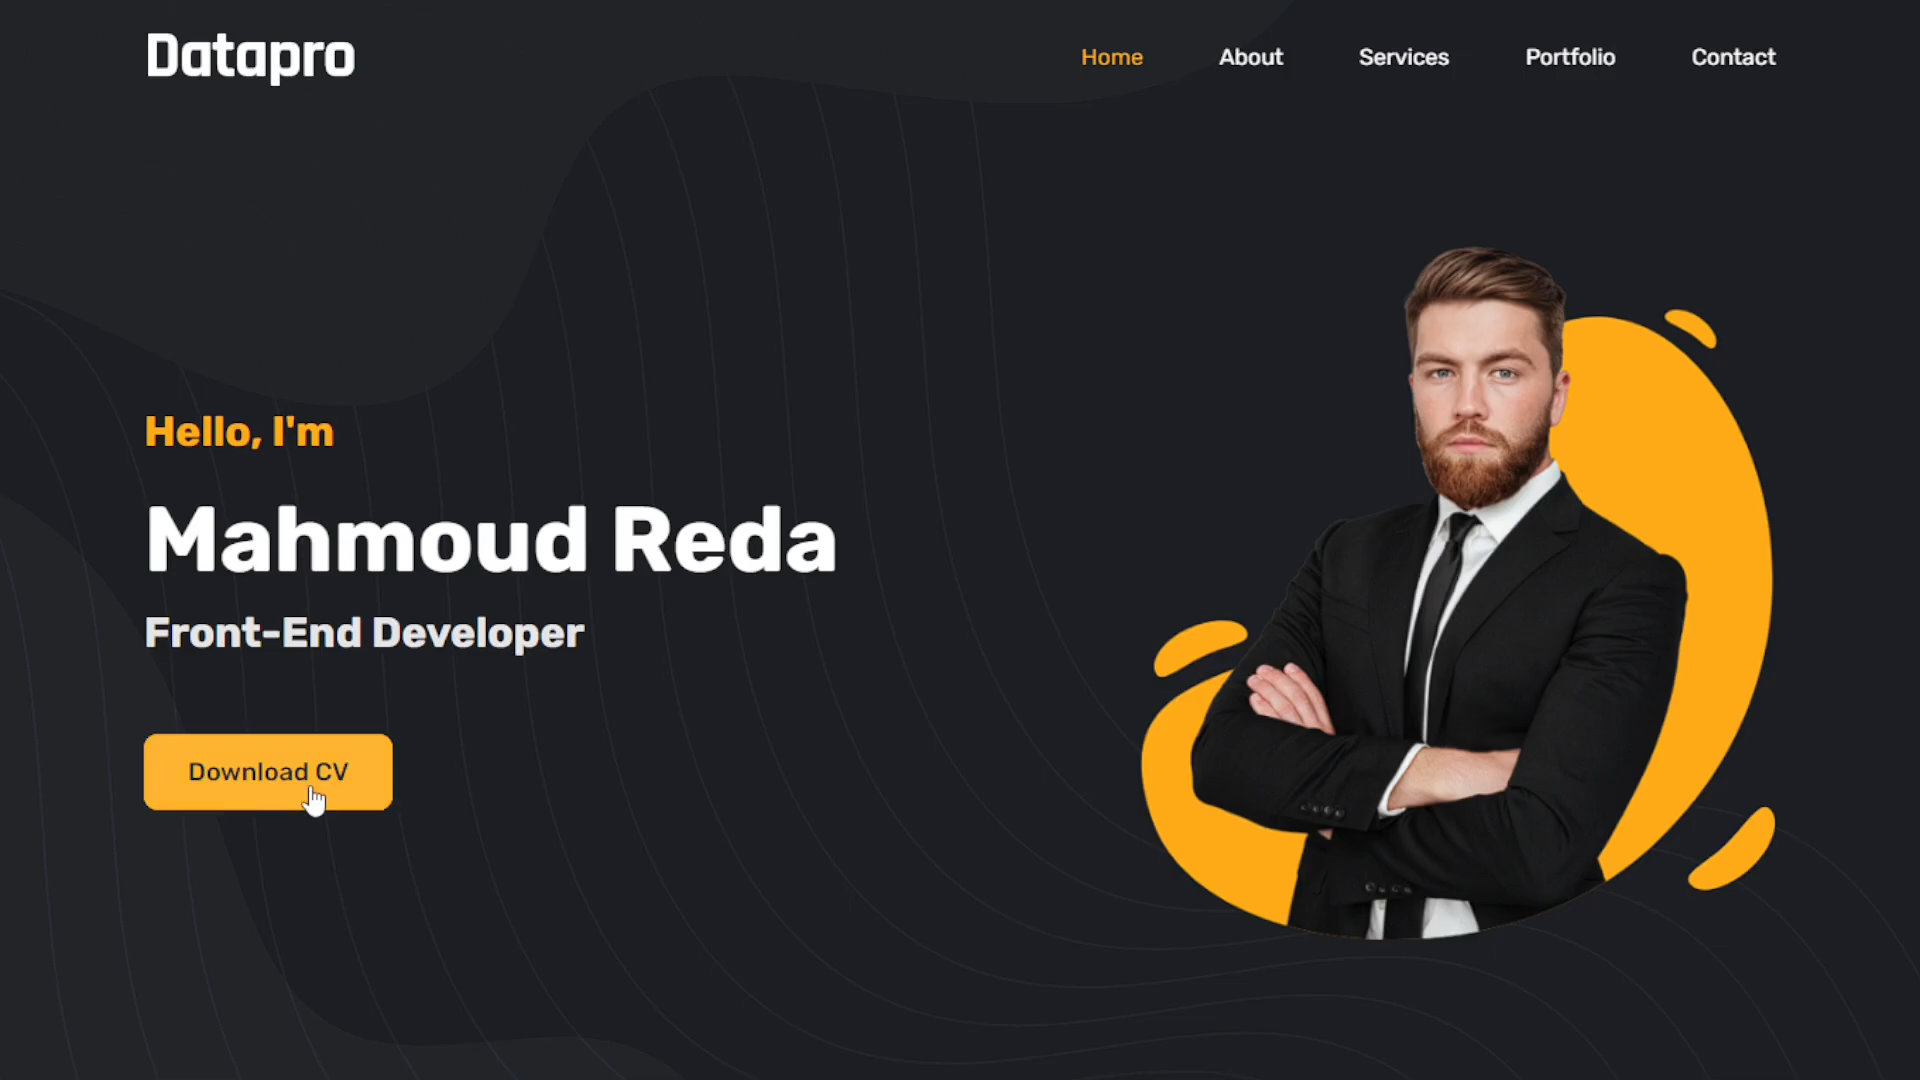 Datapro
Home About Services Portfolio Contact
Hello, I'm
Mahmoud Reda
Front-End Developer
Download CV